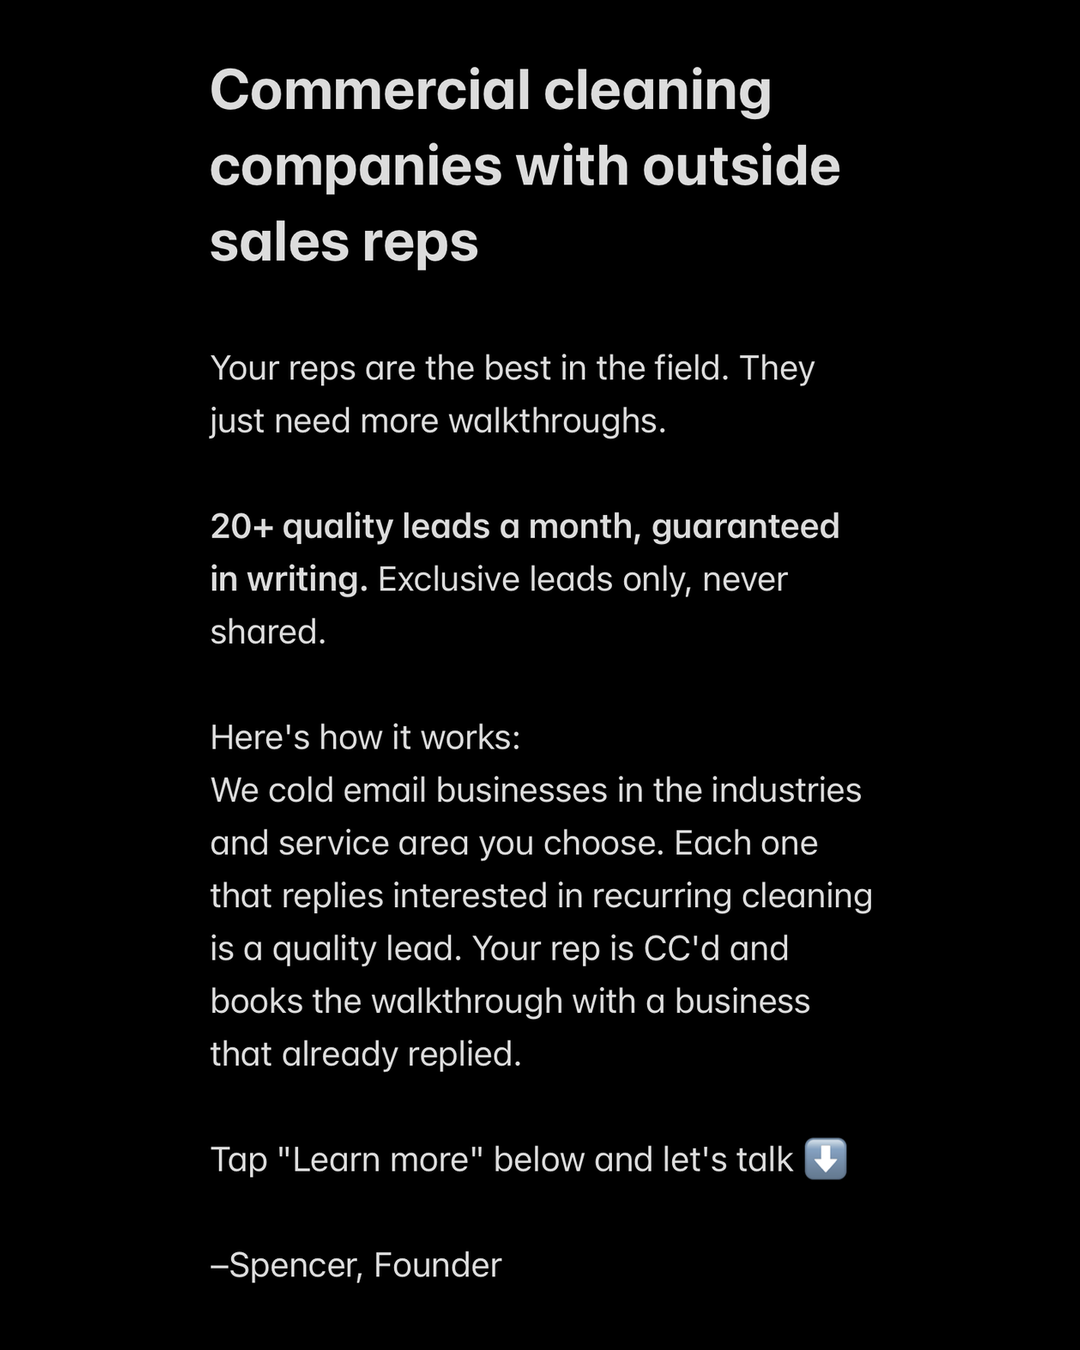 Commercial cleaning
companies with outside
sales reps
Your reps are the best in the field. They
just need more walkthroughs.
20+ quality leads a month, guaranteed
in writing. Exclusive leads only, never
shared.
Here's how it works:
We cold email businesses in the industries
and service area you choose. Each one
that replies interested in recurring cleaning
is a quality lead. Your rep is CC'd and
books the walkthrough with a business
that already replied.
Tap "Learn more" below and let's talk ⬇️
–Spencer, Founder